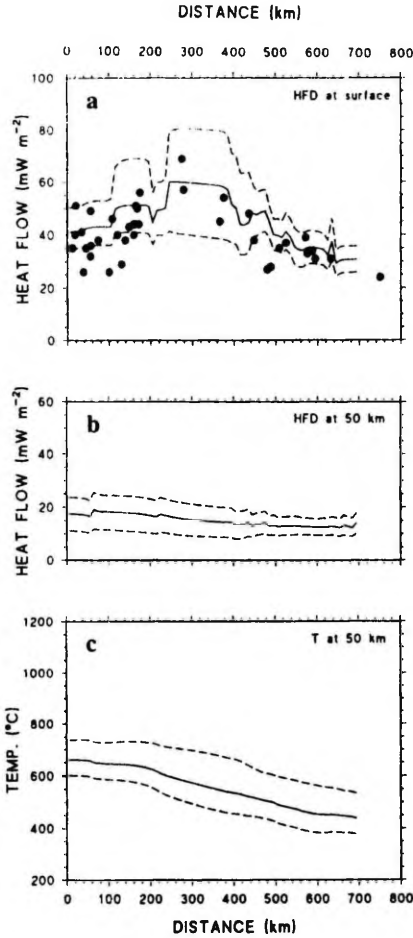 DISTANCE (km)
0 100 200 300 400 500 600 700 800
100
80
60
40
20
0
HEAT FLOW (mW m⁻²)
a
HFD at surface
60
40
20
0
HEAT FLOW (mW m⁻²)
b
HFD at 50 km
1200
1000
800
600
400
200
TEMP. (°C)
c
T at 50 km
0 100 200 300 400 500 600 700 800
DISTANCE (km)